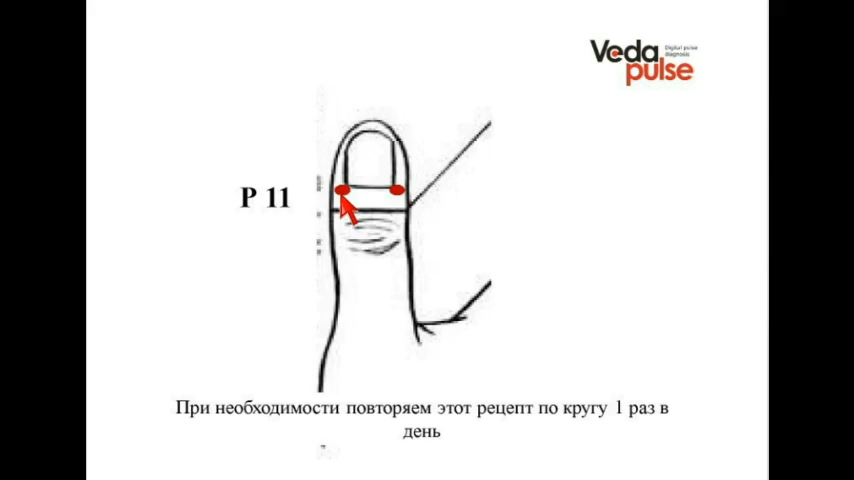 Veda
pulse
Digital pulse
diagnosis
P 11
При необходимости повторяем этот рецепт по кругу 1 раз в
день